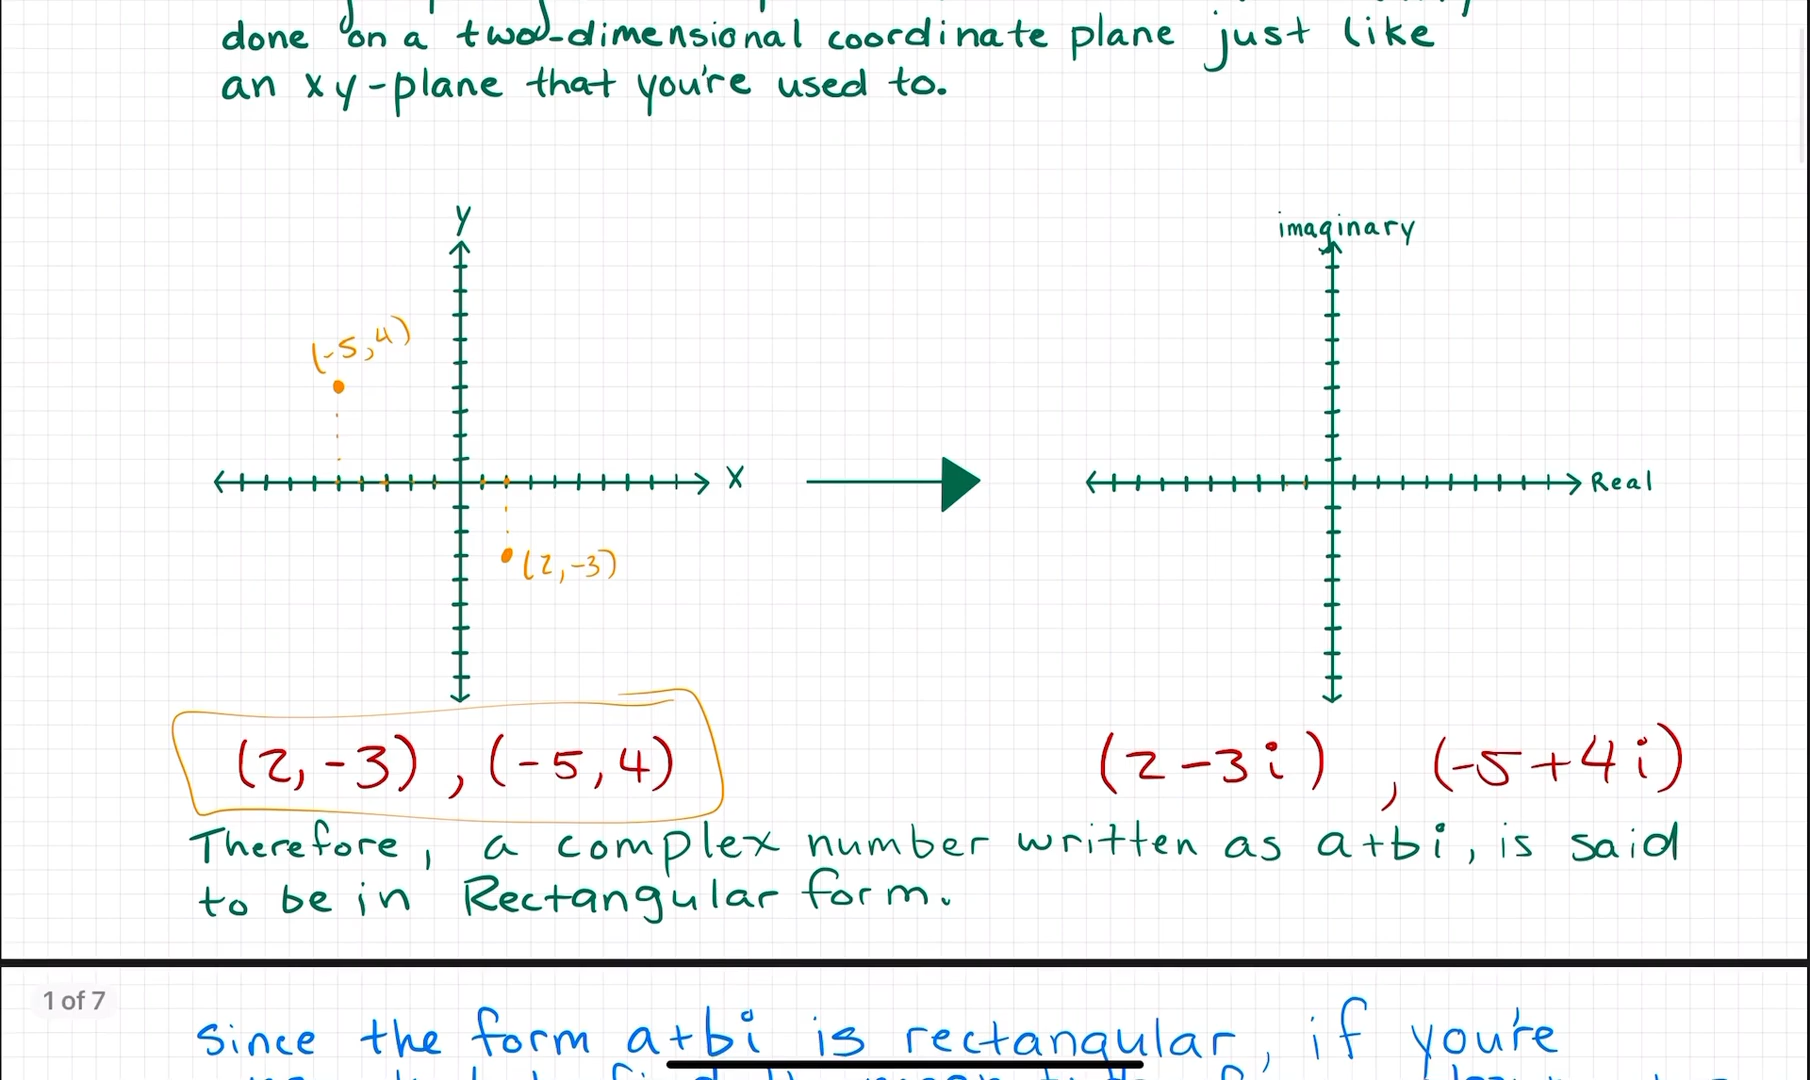 done on a two-dimensional coordinate plane just like
an xy-plane that you're used to.
y
imaginary
(-5,4)
x
Real
(2,-3)
(2,-3) , (-5,4)
(2-3i) , (-5+4i)
Therefore, a complex number written as a+bi, is said
to be in Rectangular form.
1 of 7
Since the form a+bi is rectangular, if you're